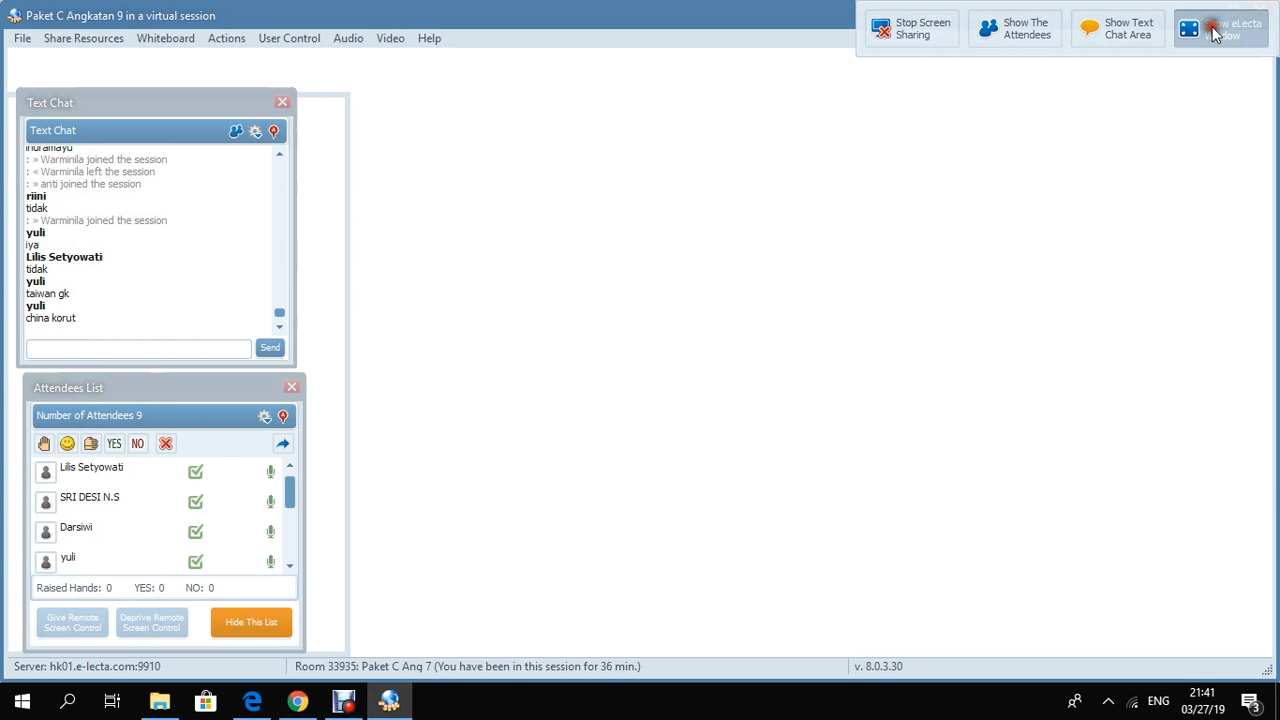 Paket C Angkatan 9 in a virtual session
File Share Resources Whiteboard Actions User Control Audio Video Help
Stop Screen Sharing
Show The Attendees
Show Text Chat Area
Show eLecta Window
Text Chat
Text Chat
indramayu
: » Warminila joined the session
: « Warminila left the session
: » anti joined the session
riini
tidak
: » Warminila joined the session
yuli
iya
Lilis Setyowati
tidak
yuli
taiwan gk
yuli
china korut
Send
Attendees List
Number of Attendees 9
YES NO
Lilis Setyowati
SRI DESI N.S
Darsiwi
yuli
Raised Hands: 0 YES: 0 NO: 0
Give Remote Screen Control
Deprive Remote Screen Control
Hide This List
Server: hk01.e-lecta.com:9910
Room 33935: Paket C Ang 7 (You have been in this session for 36 min.)
v. 8.0.3.30
ENG
21:41
03/27/19
3